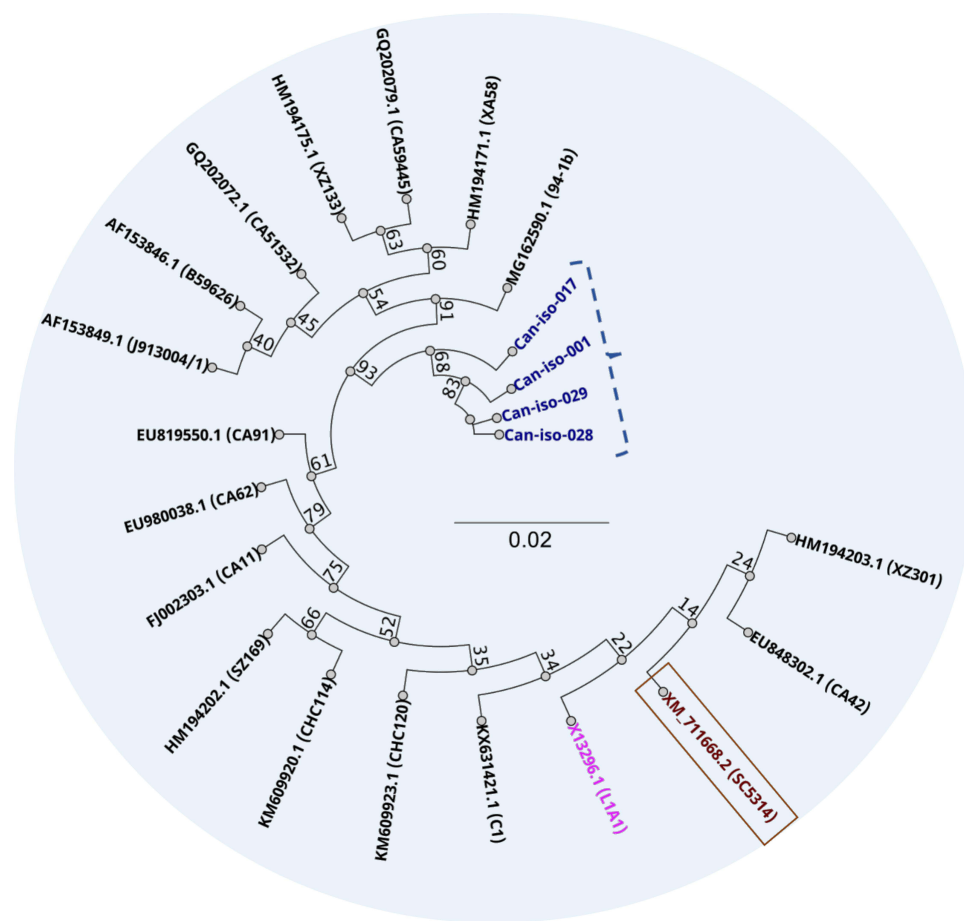 GQ202079.1 (CA59445)
HM194175.1 (XZ133)
HM194171.1 (XA58)
GQ202072.1 (CA51532)
MG162590.1 (94-1b)
AF153846.1 (B59626)
AF153849.1 (J913004/1)
63
60
54
91
45
40
Can-iso-017
Can-iso-001
Can-iso-029
Can-iso-028
93
68
83
EU819550.1 (CA91)
61
EU980038.1 (CA62)
79
FJ002303.1 (CA11)
75
0.02
HM194203.1 (XZ301)
24
EU848302.1 (CA42)
14
66
52
35
34
22
HM194202.1 (SZ169)
KM609920.1 (CHC114)
KM609923.1 (CHC120)
KX631421.1 (C1)
X13296.1 (L1A1)
XM_711668.2 (SC5314)